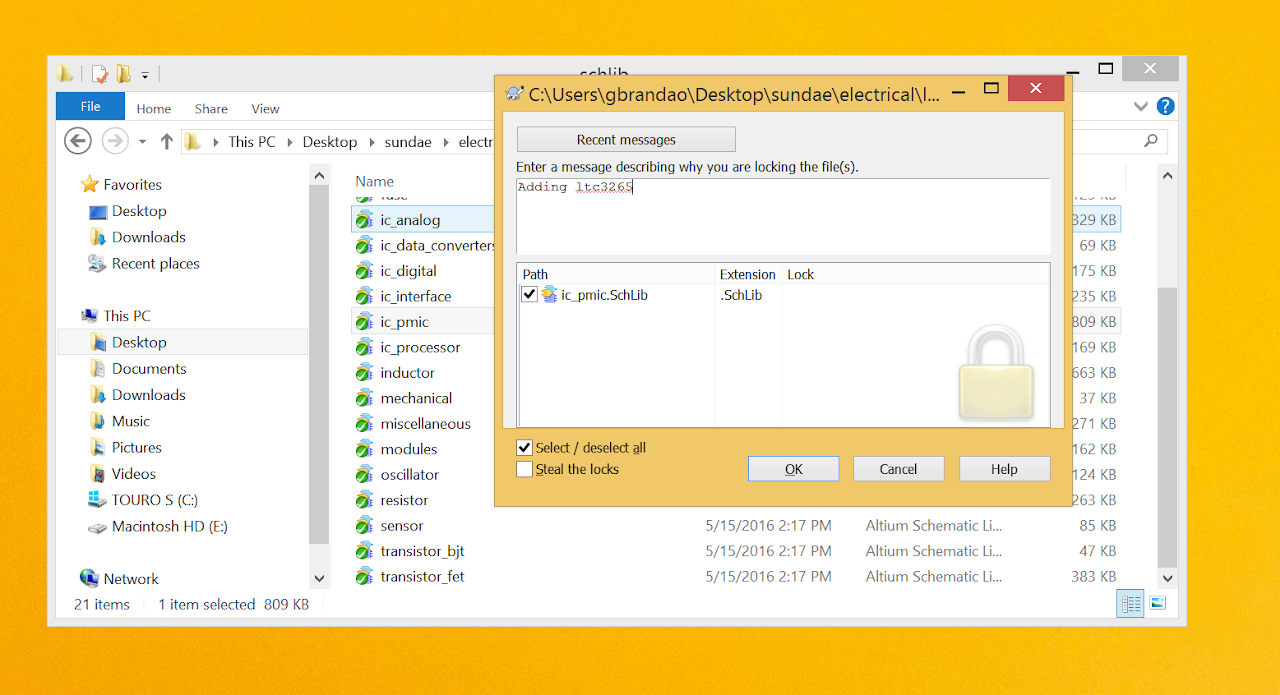 schlib
C:\Users\gbrandao\Desktop\sundae\electrical\l...
File Home Share View
This PC Desktop sundae electr
Recent messages
Enter a message describing why you are locking the file(s).
Adding ltc3265
Path Extension Lock
ic_pmic.SchLib .SchLib
Select / deselect all
Steal the locks
OK Cancel Help
Favorites
Desktop
Downloads
Recent places
This PC
Desktop
Documents
Downloads
Music
Pictures
Videos
TOURO S (C:)
Macintosh HD (E:)
Network
Name
fuse
ic_analog 329 KB
ic_data_converters 69 KB
ic_digital 175 KB
ic_interface 235 KB
ic_pmic 809 KB
ic_processor 169 KB
inductor 663 KB
mechanical 37 KB
miscellaneous 271 KB
modules 162 KB
oscillator 124 KB
resistor 263 KB
sensor 5/15/2016 2:17 PM Altium Schematic Li... 85 KB
transistor_bjt 5/15/2016 2:17 PM Altium Schematic Li... 47 KB
transistor_fet 5/15/2016 2:17 PM Altium Schematic Li... 383 KB
21 items 1 item selected 809 KB